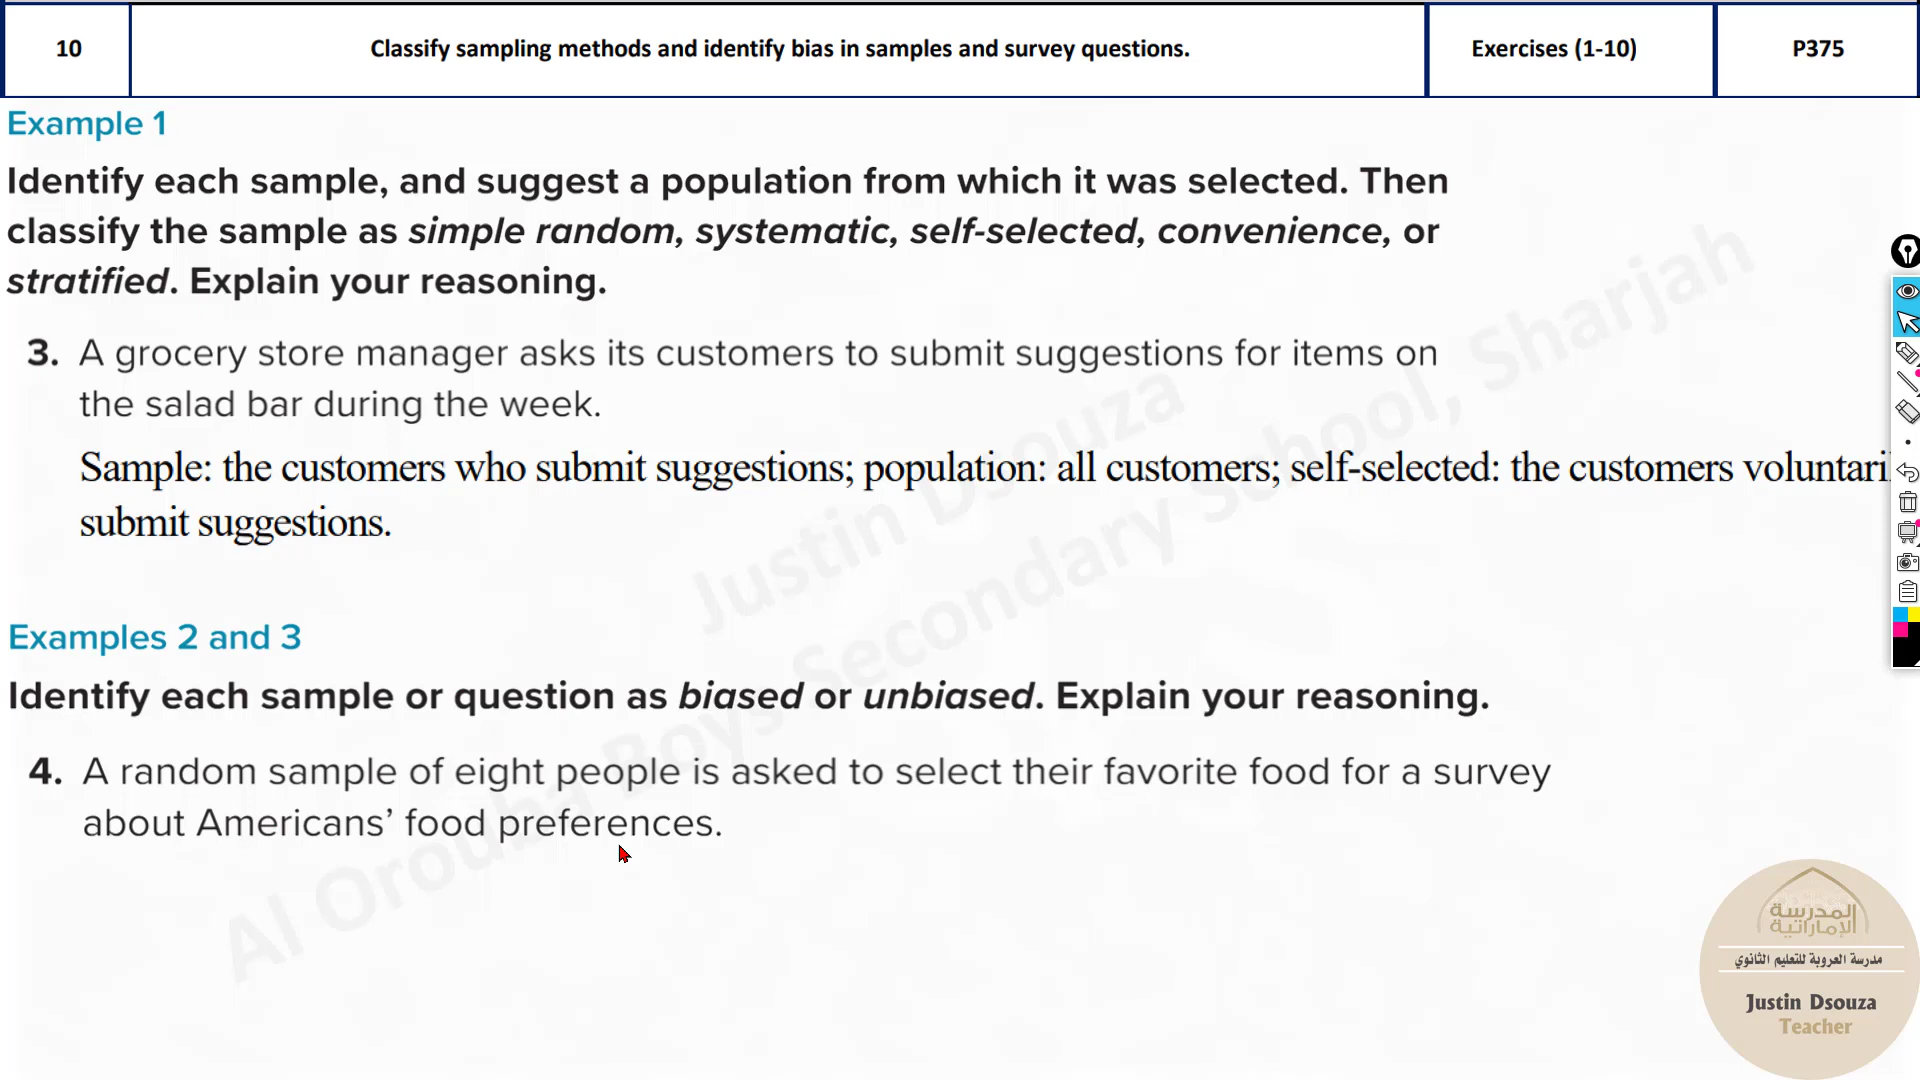 10
Classify sampling methods and identify bias in samples and survey questions.
Exercises (1-10)
P375
Example 1
Identify each sample, and suggest a population from which it was selected. Then
classify the sample as simple random, systematic, self-selected, convenience, or
stratified. Explain your reasoning.
3. A grocery store manager asks its customers to submit suggestions for items on
the salad bar during the week.
Sample: the customers who submit suggestions; population: all customers; self-selected: the customers voluntari
submit suggestions.
Examples 2 and 3
Identify each sample or question as biased or unbiased. Explain your reasoning.
4. A random sample of eight people is asked to select their favorite food for a survey
about Americans’ food preferences.
Justin Dsouza
Al Orouba Boys Secondary School, Sharjah
المدرسة
الإماراتية
مدرسة العروبة للتعليم الثانوي
Justin Dsouza
Teacher